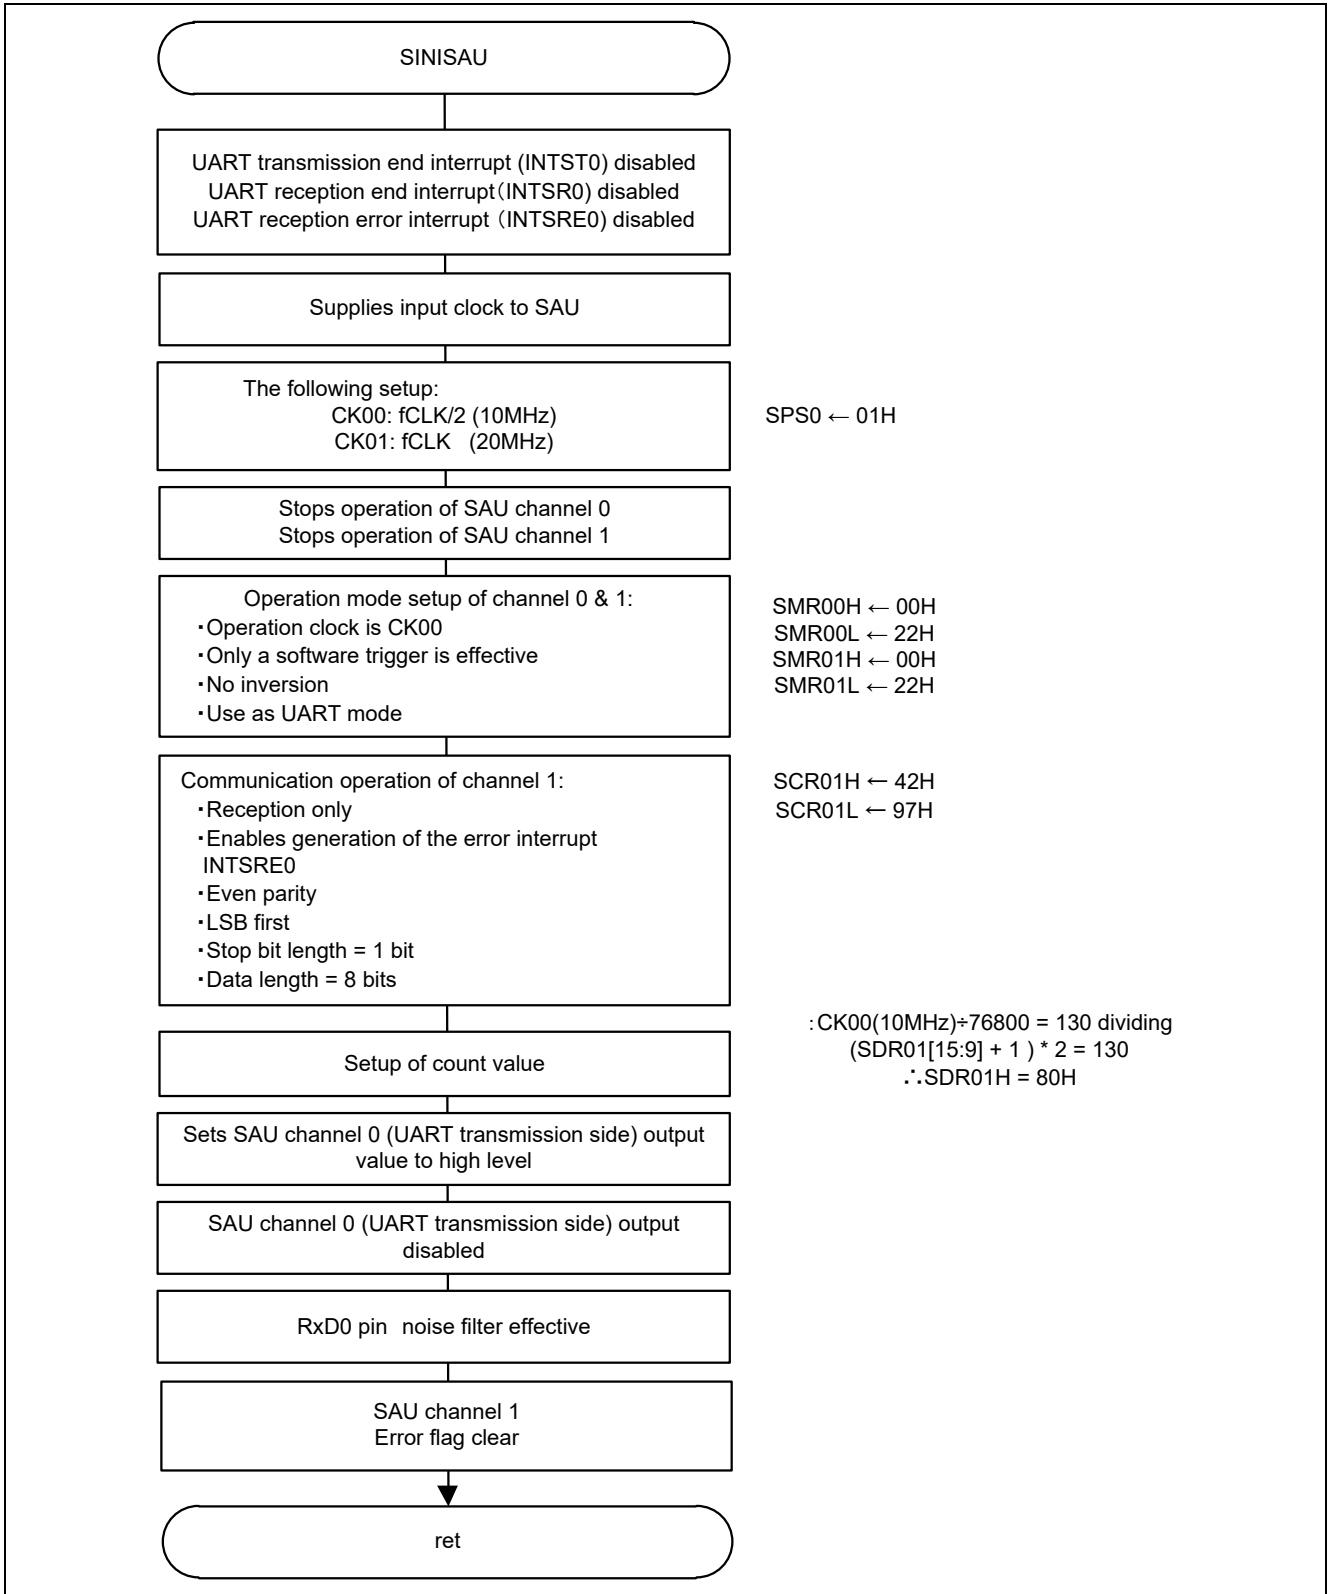 SINISAU
UART transmission end interrupt (INTST0) disabled
UART reception end interrupt（INTSR0) disabled
UART reception error interrupt （INTSRE0) disabled
Supplies input clock to SAU
The following setup:
CK00: fCLK/2 (10MHz)
CK01: fCLK (20MHz)
SPS0 ← 01H
Stops operation of SAU channel 0
Stops operation of SAU channel 1
Operation mode setup of channel 0 & 1:
・Operation clock is CK00
・Only a software trigger is effective
・No inversion
・Use as UART mode
SMR00H ← 00H
SMR00L ← 22H
SMR01H ← 00H
SMR01L ← 22H
Communication operation of channel 1:
・Reception only
・Enables generation of the error interrupt
INTSRE0
・Even parity
・LSB first
・Stop bit length = 1 bit
・Data length = 8 bits
SCR01H ← 42H
SCR01L ← 97H
Setup of count value
：CK00(10MHz)÷76800 = 130 dividing
(SDR01[15:9] + 1 ) * 2 = 130
∴SDR01H = 80H
Sets SAU channel 0 (UART transmission side) output
value to high level
SAU channel 0 (UART transmission side) output
disabled
RxD0 pin noise filter effective
SAU channel 1
Error flag clear
ret